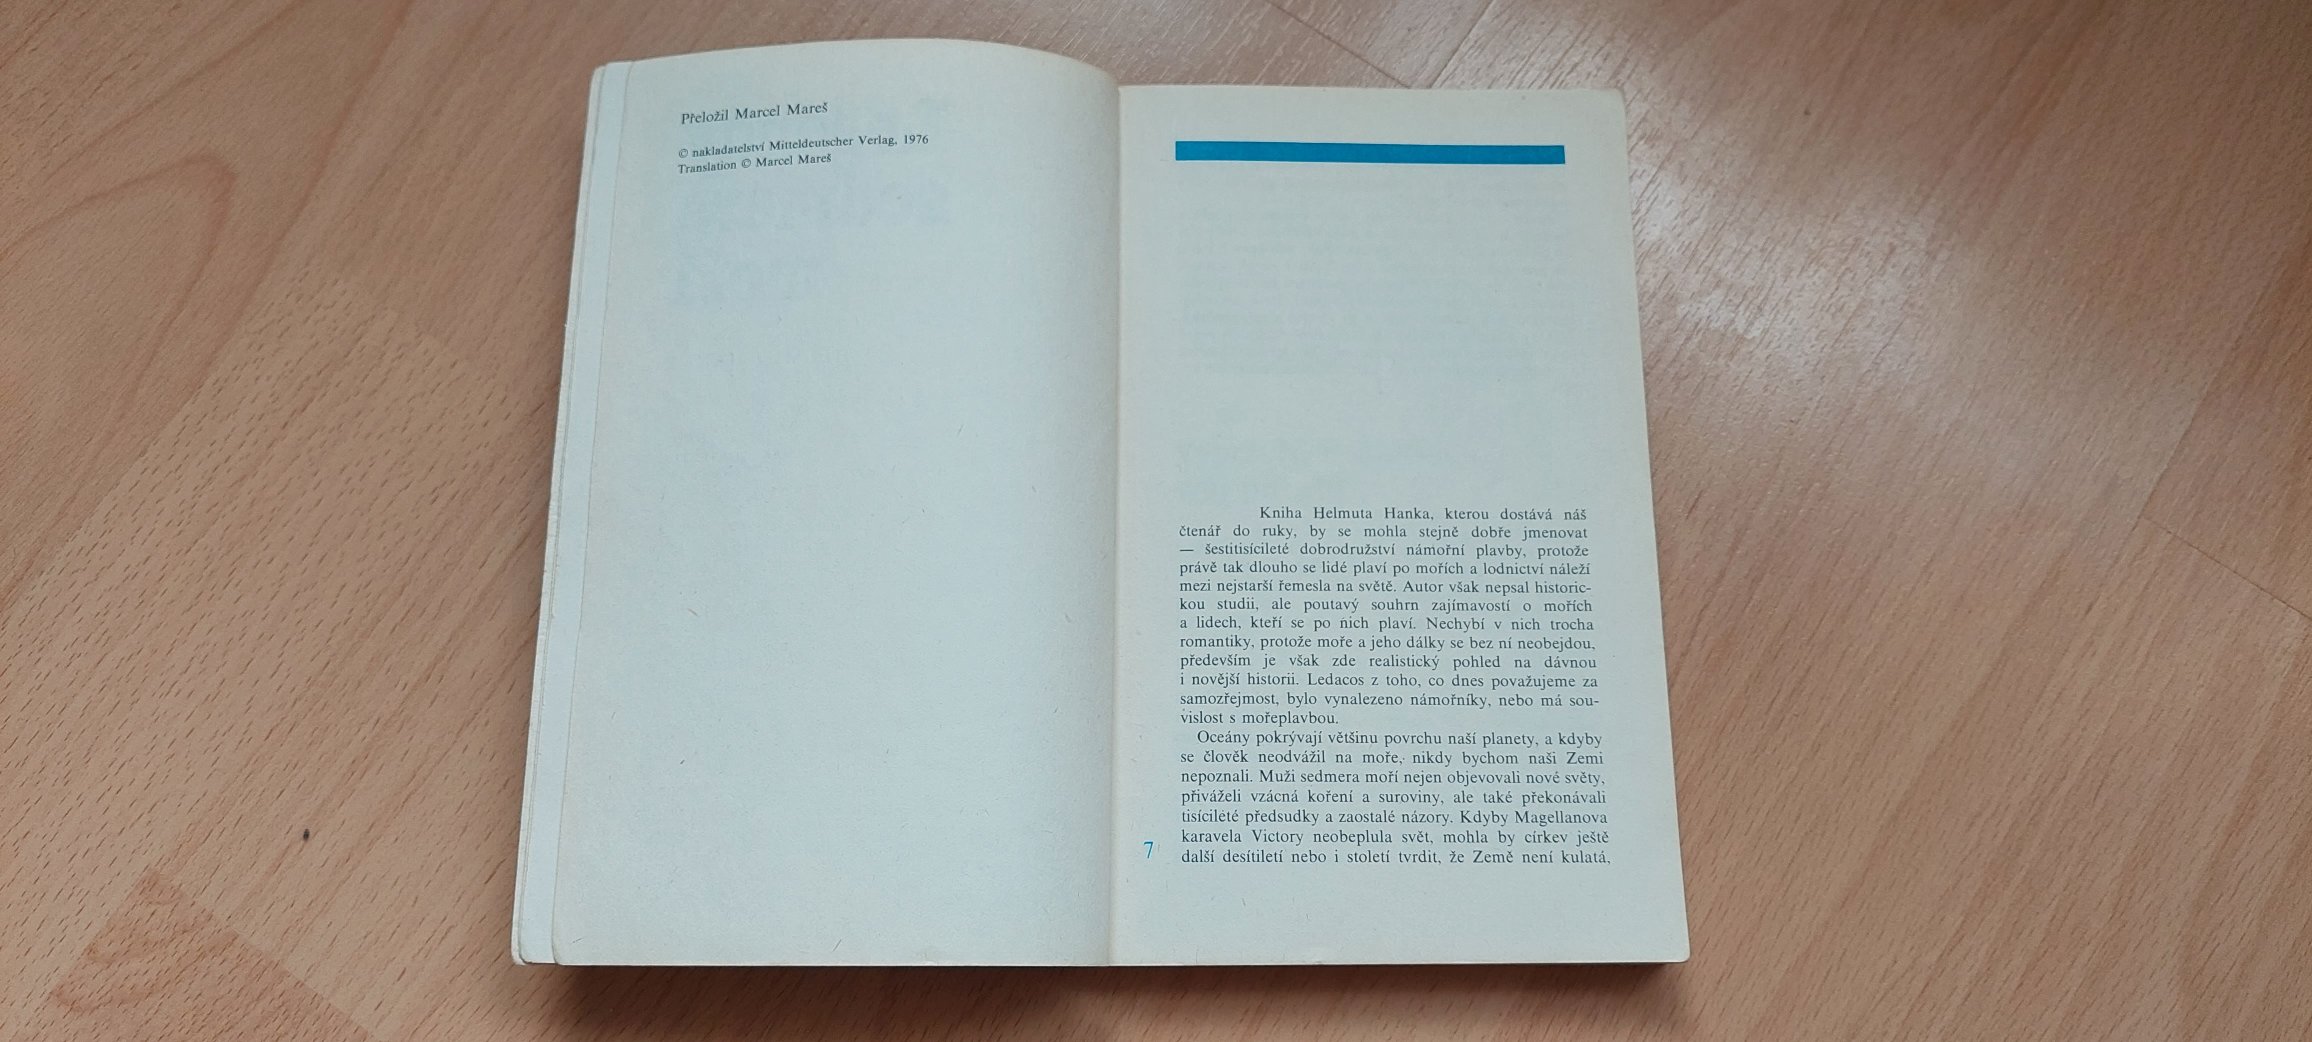 Přeložil Marcel Mareš
© nakladatelství Mitteldeutscher Verlag, 1976
Translation © Marcel Mareš
Kniha Helmuta Hanka, kterou dostává náš
čtenář do ruky, by se mohla stejně dobře jmenovat
— šestitisícileté dobrodružství námořní plavby, protože
právě tak dlouho se lidé plaví po mořích a lodnictví náleží
mezi nejstarší řemesla na světě. Autor však nepsal historic-
kou studii, ale poutavý souhrn zajímavostí o mořích
a lidech, kteří se po nich plaví. Nechybí v nich trocha
romantiky, protože moře a jeho dálky se bez ní neobejdou,
především je však zde realistický pohled na dávnou
i novější historii. Ledacos z toho, co dnes považujeme za
samozřejmost, bylo vynalezeno námořníky, nebo má sou-
vislost s mořeplavbou.
Oceány pokrývají většinu povrchu naší planety, a kdyby
se člověk neodvážil na moře, nikdy bychom naši Zemi
nepoznali. Muži sedmera moří nejen objevovali nové světy,
přiváželi vzácná koření a suroviny, ale také překonávali
tisícileté předsudky a zaostalé názory. Kdyby Magellanova
karavela Victory neobeplula svět, mohla by církev ještě
další desítiletí nebo i století tvrdit, že Země není kulatá,
7